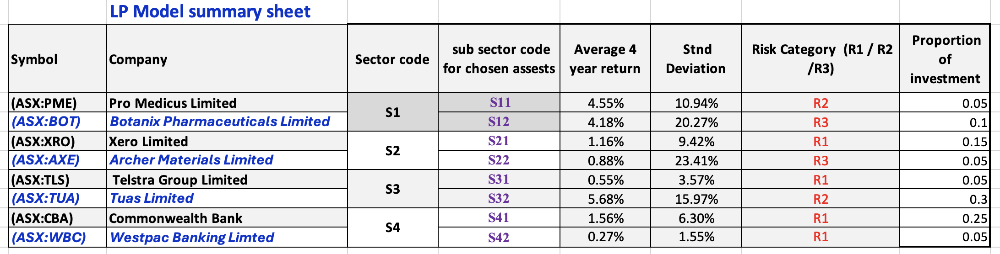 LP Model summary sheet
Symbol Company Sector code sub sector code for chosen assests Average 4 year return Stnd Deviation Risk Category (R1 / R2 /R3) Proportion of investment
(ASX:PME) Pro Medicus Limited S1 S11 4.55% 10.94% R2 0.05
(ASX:BOT) Botanix Pharmaceuticals Limited S12 4.18% 20.27% R3 0.1
(ASX:XRO) Xero Limited S2 S21 1.16% 9.42% R1 0.15
(ASX:AXE) Archer Materials Limited S22 0.88% 23.41% R3 0.05
(ASX:TLS) Telstra Group Limited S3 S31 0.55% 3.57% R1 0.05
(ASX:TUA) Tuas Limited S32 5.68% 15.97% R2 0.3
(ASX:CBA) Commonwealth Bank S4 S41 1.56% 6.30% R1 0.25
(ASX:WBC) Westpac Banking Limted S42 0.27% 1.55% R1 0.05